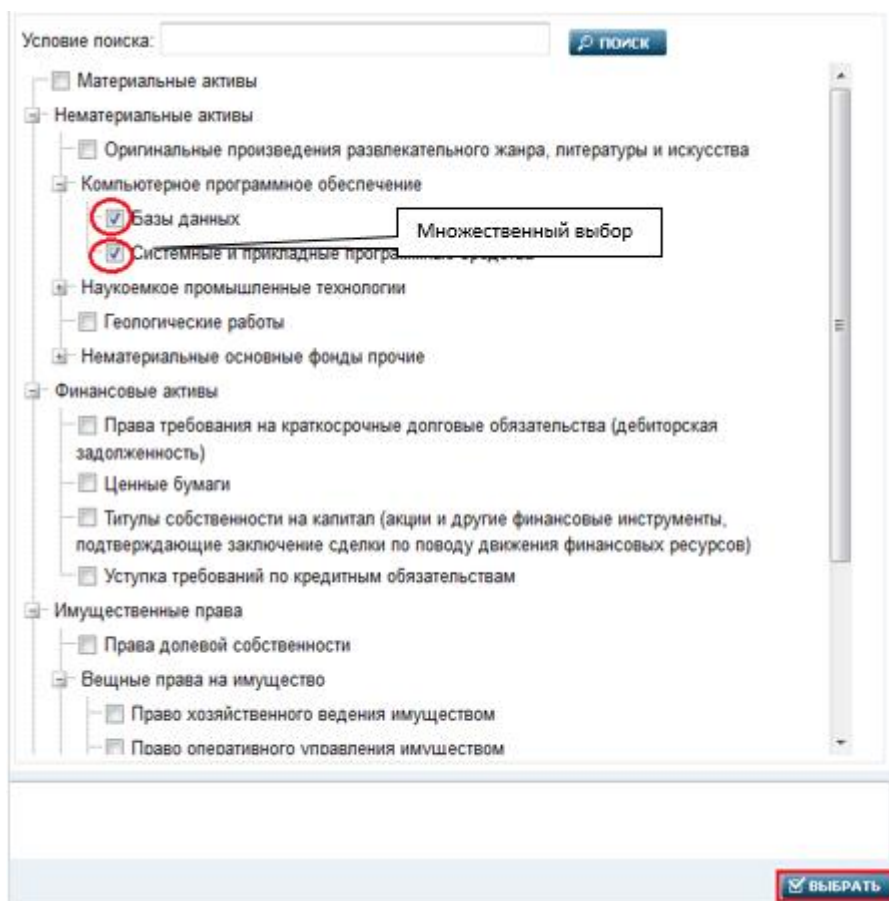 Условие поиска:
ПОИСК
Материальные активы
Нематериальные активы
Оригинальные произведения развлекательного жанра, литературы и искусства
Компьютерное программное обеспечение
Базы данных
Множественный выбор
Системные и прикладные программные средства
Наукоемкое промышленные технологии
Геологические работы
Нематериальные основные фонды прочие
Финансовые активы
Права требования на краткосрочные долговые обязательства (дебиторская
задолженность)
Ценные бумаги
Титулы собственности на капитал (акции и другие финансовые инструменты,
подтверждающие заключение сделки по поводу движения финансовых ресурсов)
Уступка требований по кредитным обязательствам
Имущественные права
Права долевой собственности
Вещные права на имущество
Право хозяйственного ведения имуществом
Право оперативного управления имуществом
ВЫБРАТЬ